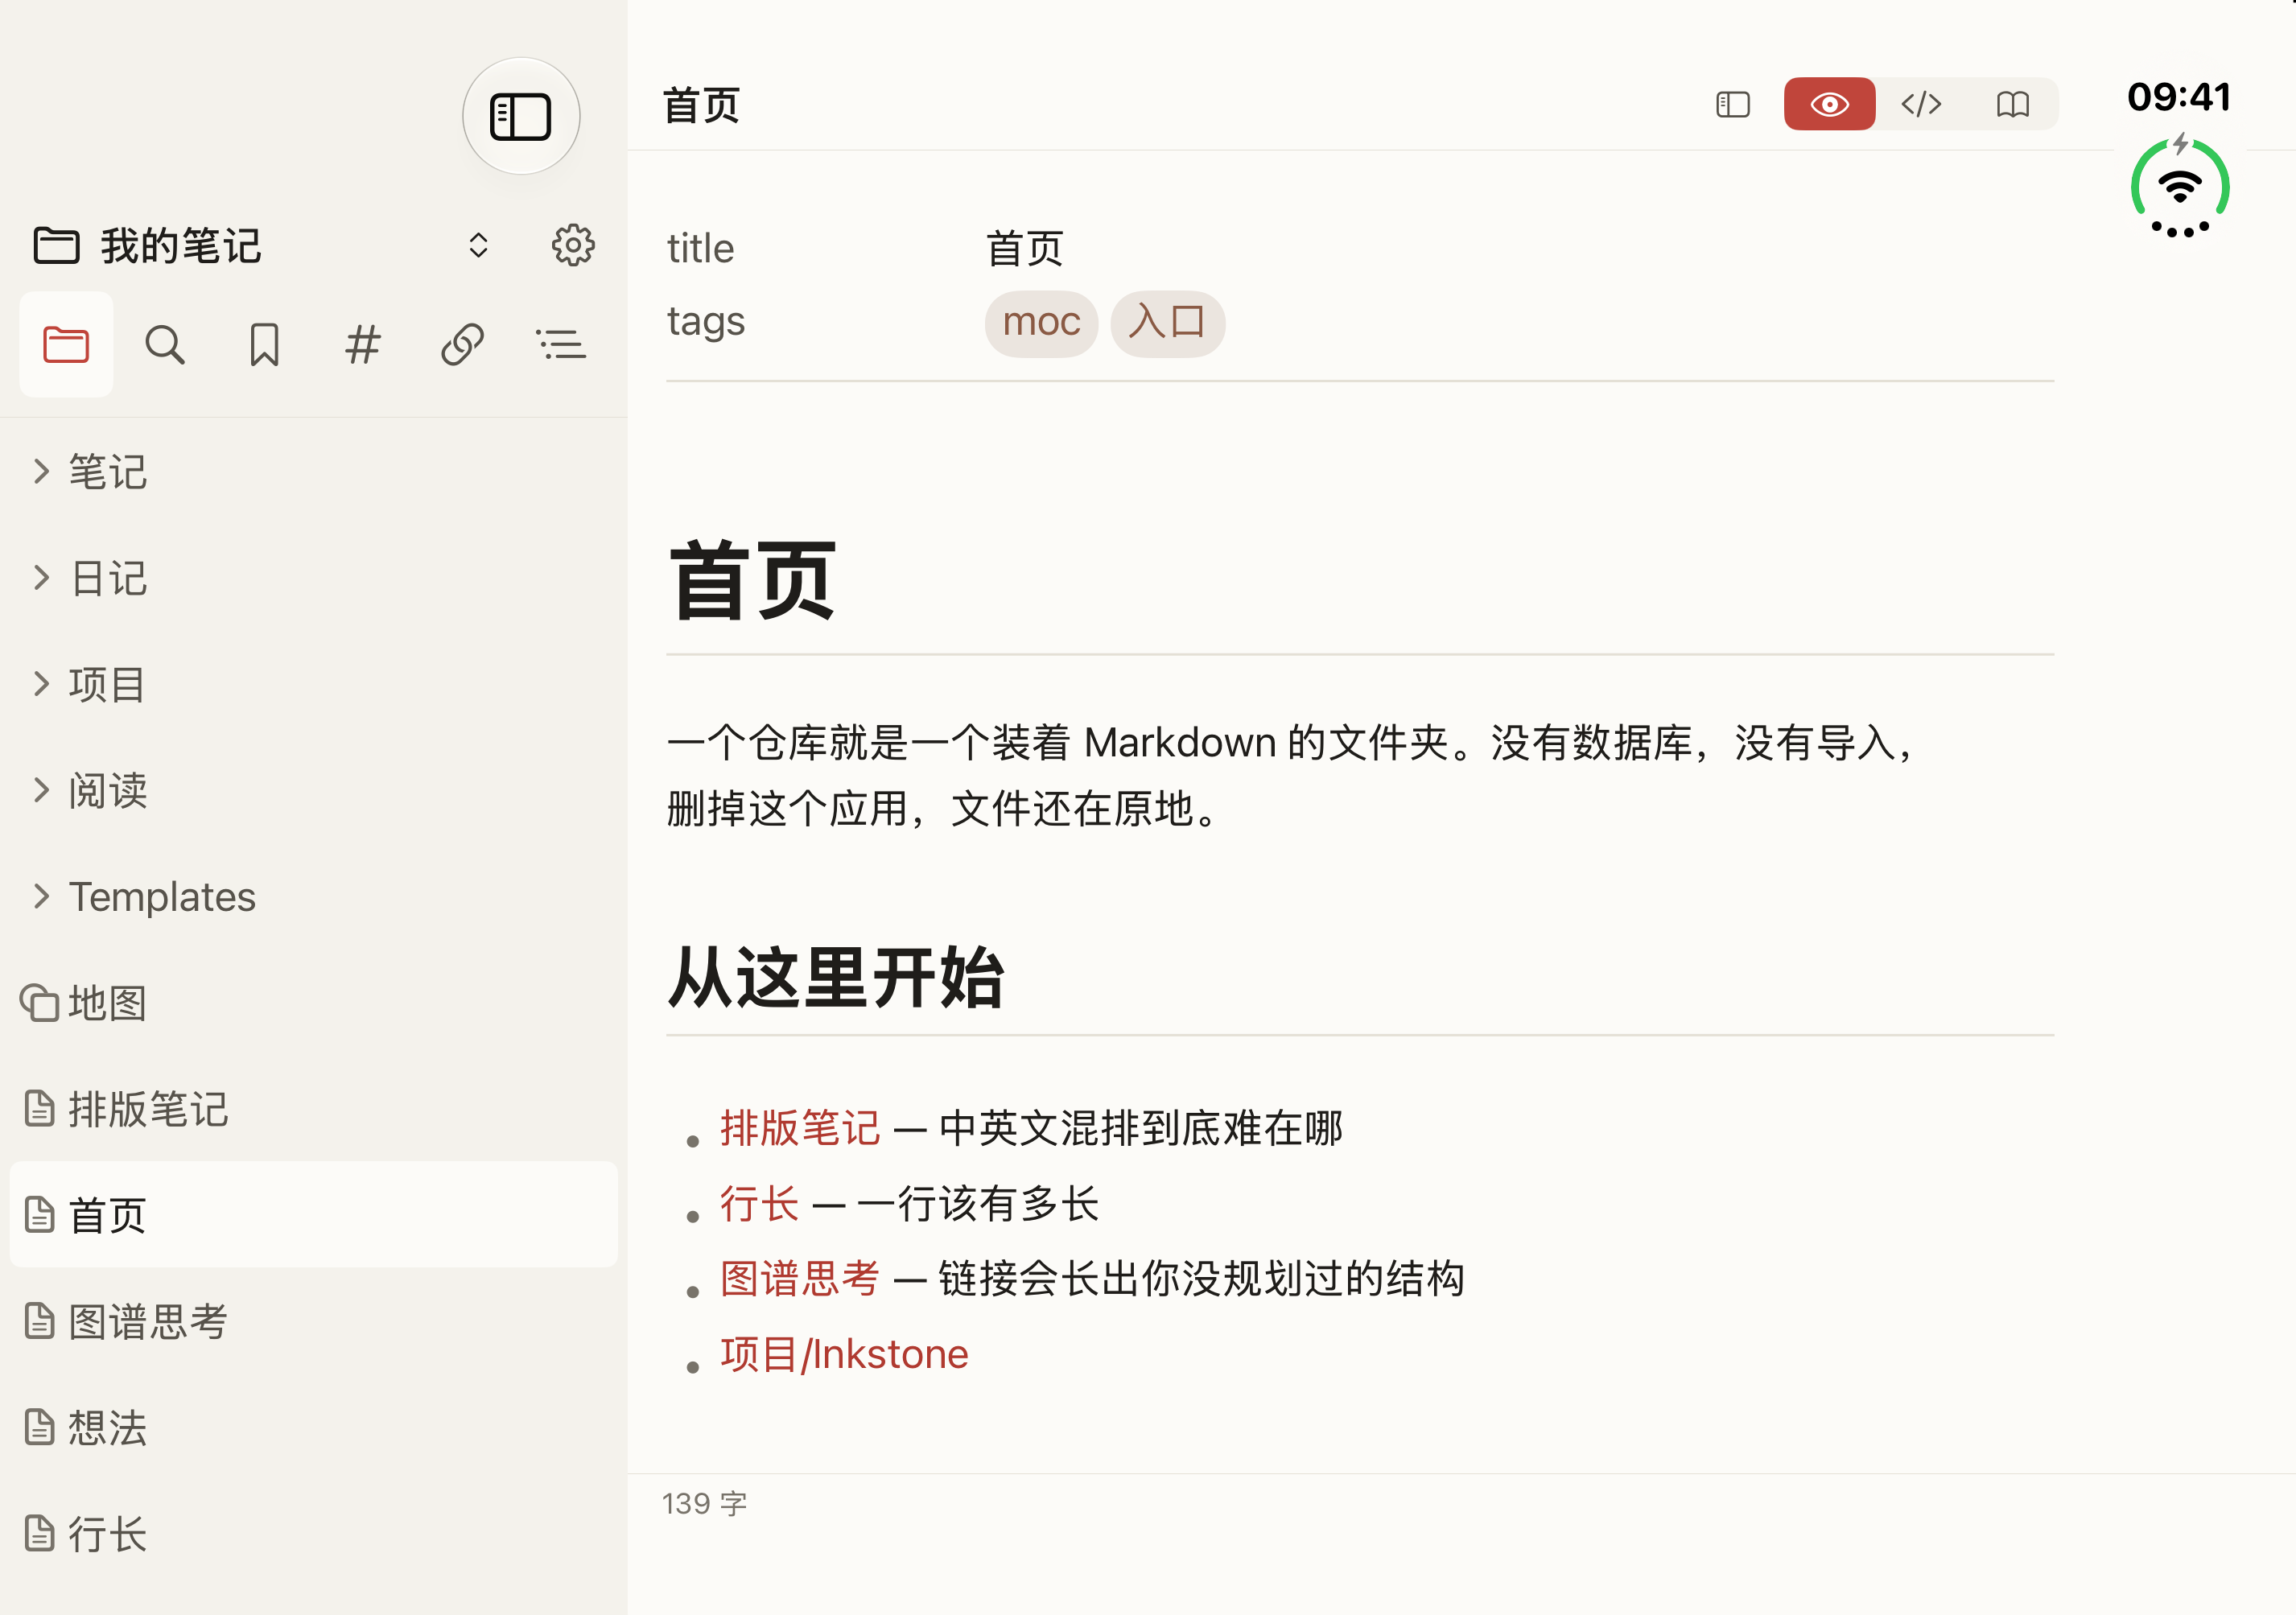 我的笔记
笔记
日记
项目
阅读
Templates
地图
排版笔记
首页
图谱思考
想法
行长
首页
09:41
title 首页
tags moc 入口
首页
一个仓库就是一个装着 Markdown 的文件夹。没有数据库，没有导入，
删掉这个应用，文件还在原地。
从这里开始
• 排版笔记 — 中英文混排到底难在哪
• 行长 — 一行该有多长
• 图谱思考 — 链接会长出你没规划过的结构
• 项目/Inkstone
139 字